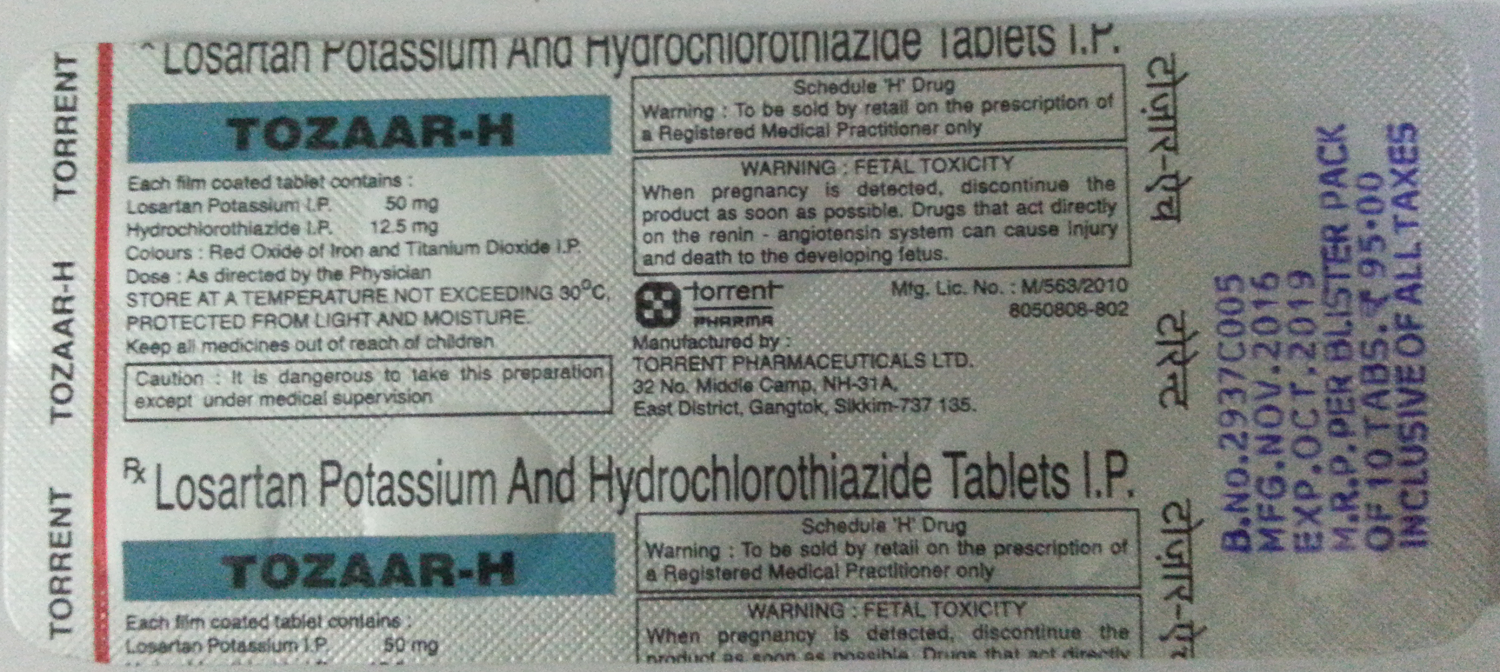 Losartan Potassium And Hydrochlorothiazide Tablets I.P.
TOZAAR-H
Each film coated tablet contains :
Losartan Potassium I.P. 50 mg
Hydrochlorothiazide I.P. 12.5 mg
Colours : Red Oxide of Iron and Titanium Dioxide I.P.
Dose : As directed by the Physician
STORE AT A TEMPERATURE NOT EXCEEDING 30°C,
PROTECTED FROM LIGHT AND MOISTURE.
Keep all medicines out of reach of children
Caution : It is dangerous to take this preparation
except under medical supervision
Schedule 'H' Drug
Warning : To be sold by retail on the prescription of
a Registered Medical Practitioner only
WARNING : FETAL TOXICITY
When pregnancy is detected, discontinue the
product as soon as possible. Drugs that act directly
on the renin - angiotensin system can cause injury
and death to the developing fetus.
torrent
PHARMA
Mfg. Lic. No. : M/563/2010
8050808-802
Manufactured by :
TORRENT PHARMACEUTICALS LTD.
32 No. Middle Camp, NH-31A,
East District, Gangtok, Sikkim-737 135.
Rx Losartan Potassium And Hydrochlorothiazide Tablets I.P.
TOZAAR-H
Each film coated tablet contains :
Losartan Potassium I.P. 50 mg
Schedule 'H' Drug
Warning : To be sold by retail on the prescription of
a Registered Medical Practitioner only
WARNING : FETAL TOXICITY
When pregnancy is detected, discontinue the
product as soon as possible. Drugs that act directly
TORRENT
TOZAAR-H
TORRENT
टोज़ार-एच
टोरेन्ट
टोज़ार-ए
B.NO.2937C005
MFG.NOV.2016
EXP.OCT.2019
M.R.P.PER BLISTER PACK
OF 10 TABS.₹ 95.00
INCLUSIVE OF ALL TAXES